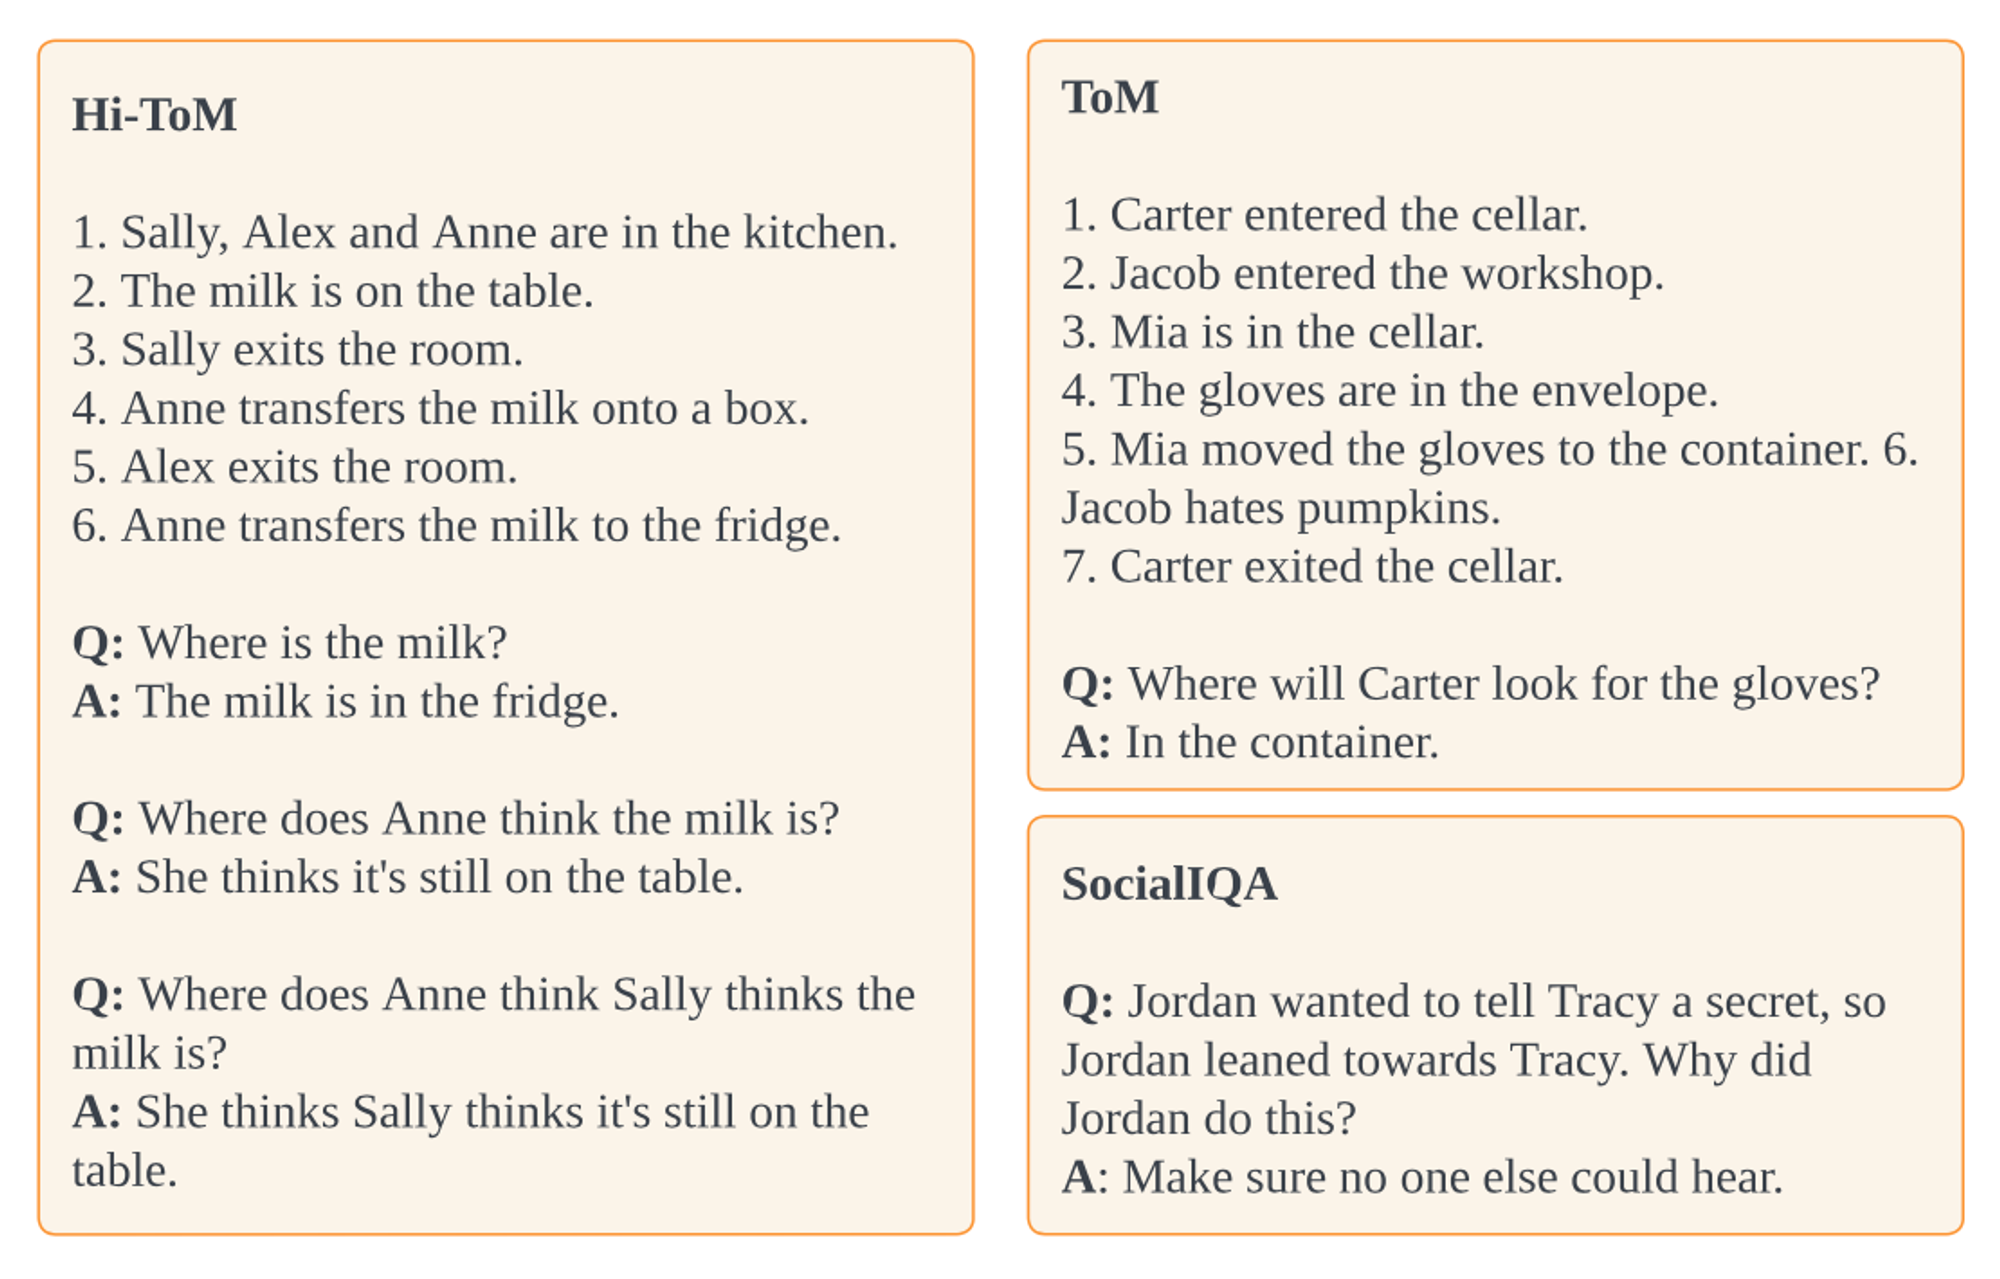 Hi-ToM
1. Sally, Alex and Anne are in the kitchen.
2. The milk is on the table.
3. Sally exits the room.
4. Anne transfers the milk onto a box.
5. Alex exits the room.
6. Anne transfers the milk to the fridge.
Q: Where is the milk?
A: The milk is in the fridge.
Q: Where does Anne think the milk is?
A: She thinks it's still on the table.
Q: Where does Anne think Sally thinks the
milk is?
A: She thinks Sally thinks it's still on the
table.
ToM
1. Carter entered the cellar.
2. Jacob entered the workshop.
3. Mia is in the cellar.
4. The gloves are in the envelope.
5. Mia moved the gloves to the container. 6.
Jacob hates pumpkins.
7. Carter exited the cellar.
Q: Where will Carter look for the gloves?
A: In the container.
SocialIQA
Q: Jordan wanted to tell Tracy a secret, so
Jordan leaned towards Tracy. Why did
Jordan do this?
A: Make sure no one else could hear.